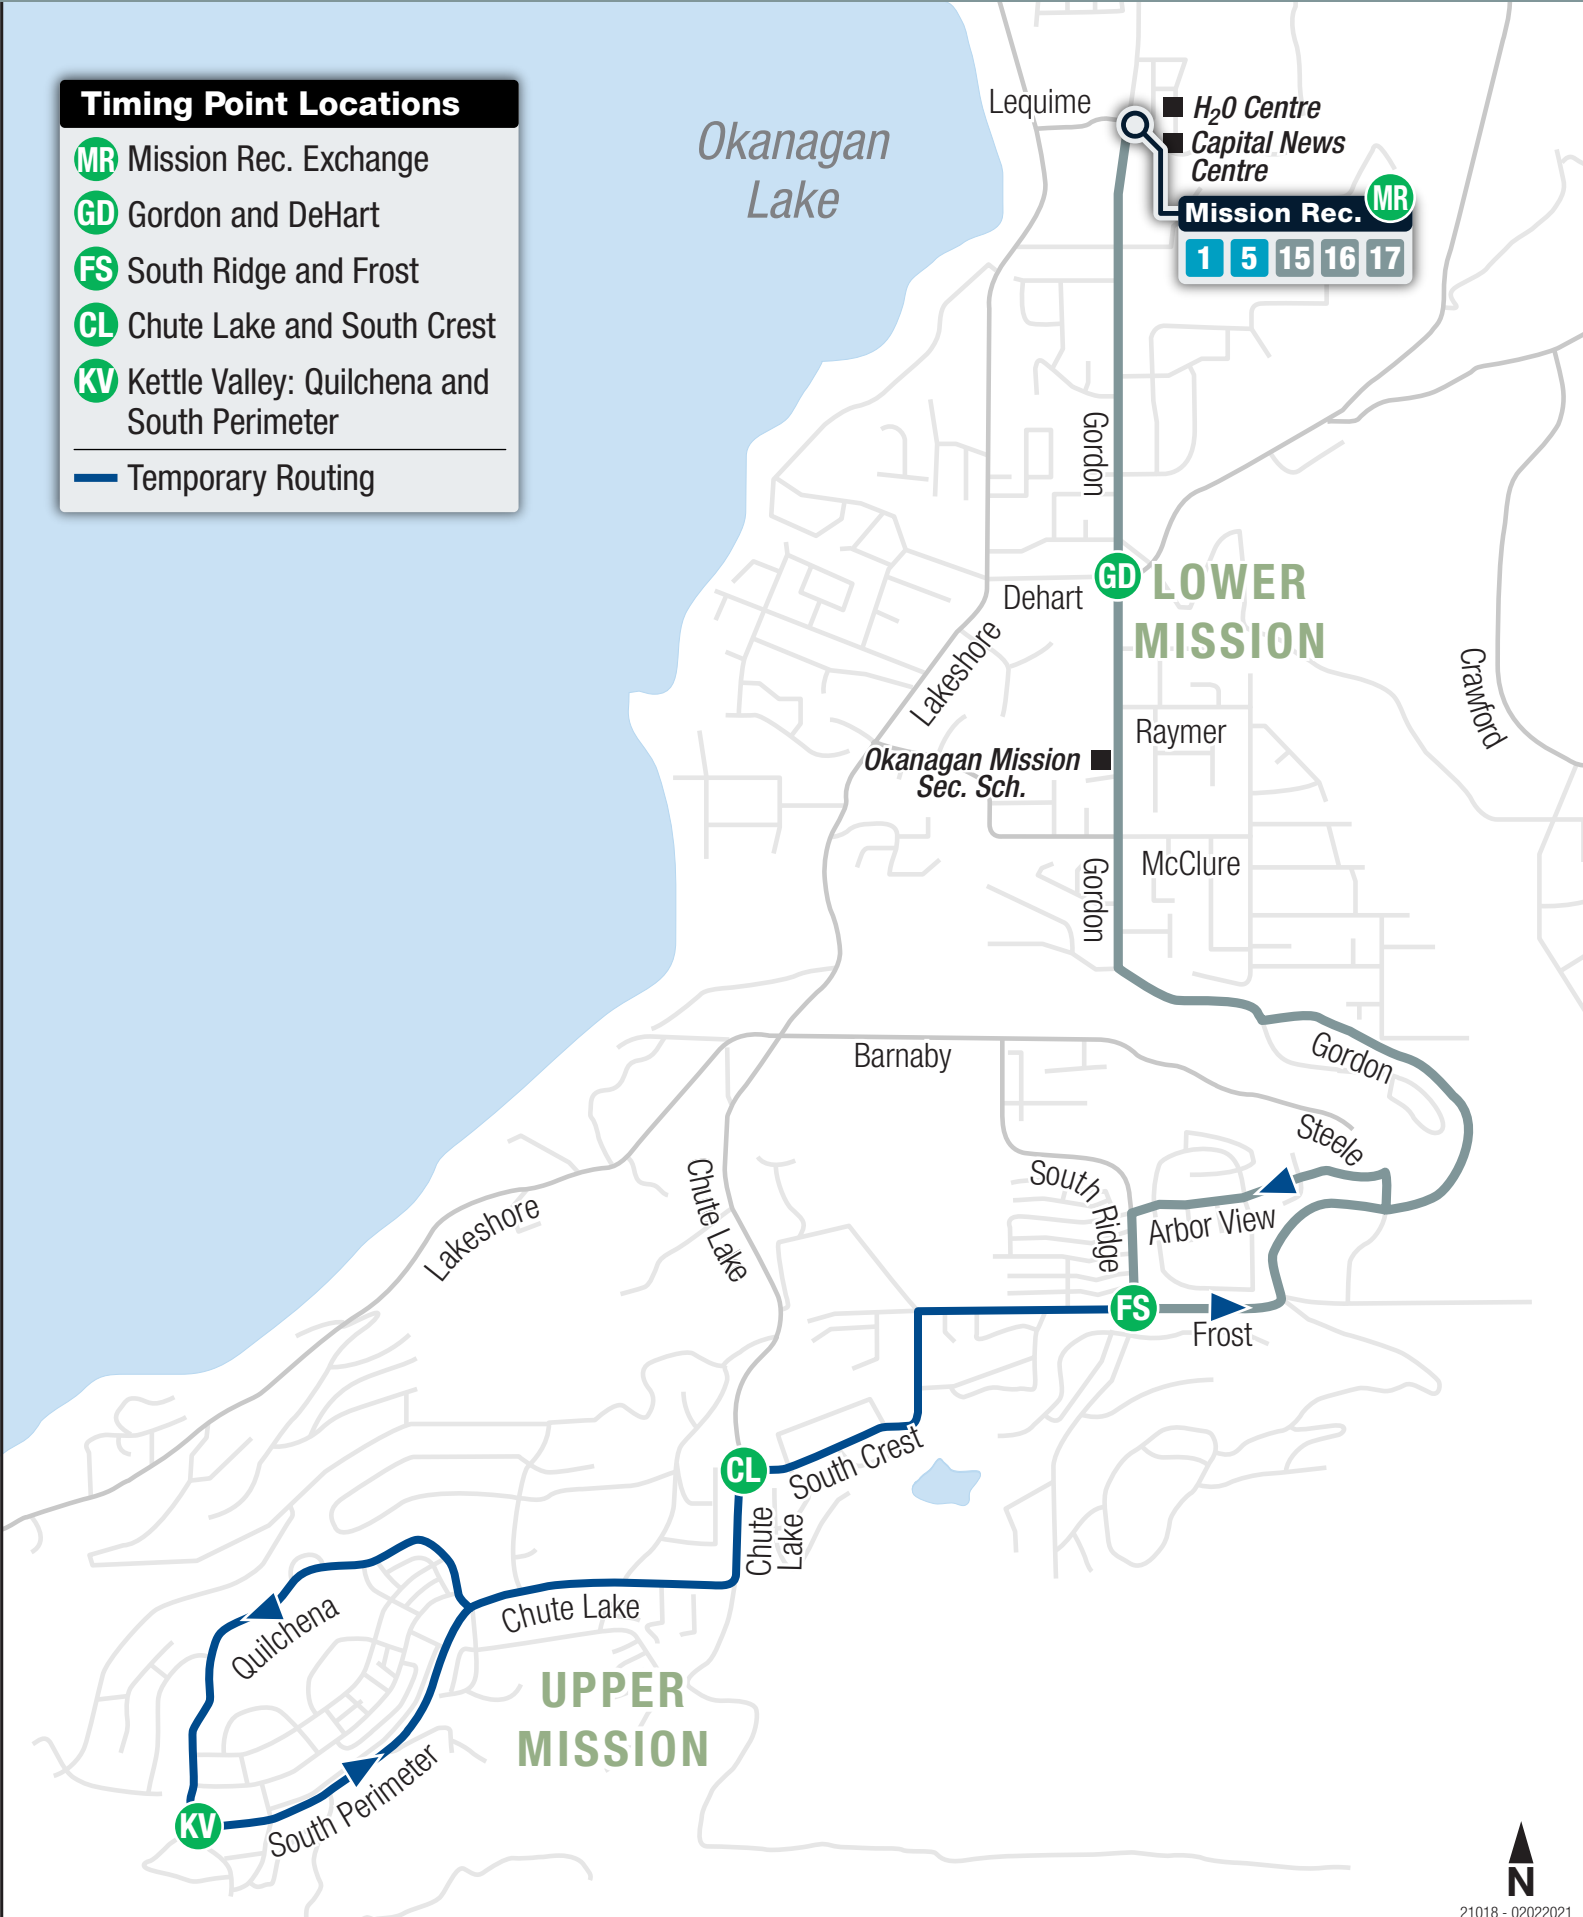 Timing Point Locations
MR Mission Rec. Exchange
GD Gordon and DeHart
FS South Ridge and Frost
CL Chute Lake and South Crest
KV Kettle Valley: Quilchena and
South Perimeter
Temporary Routing
Okanagan
Lake
Lequime
H₂0 Centre
Capital News
Centre
Mission Rec. MR
1 5 15 16 17
Gordon
GD
LOWER
MISSION
Dehart
Lakeshore
Crawford
Raymer
Okanagan Mission
Sec. Sch.
McClure
Gordon
Gordon
Barnaby
Steele
South Ridge
Arbor View
Chute Lake
Lakeshore
FS
Frost
CL
South Crest
Chute
Lake
Chute Lake
Quilchena
UPPER
MISSION
South Perimeter
KV
N
21018 - 02022021